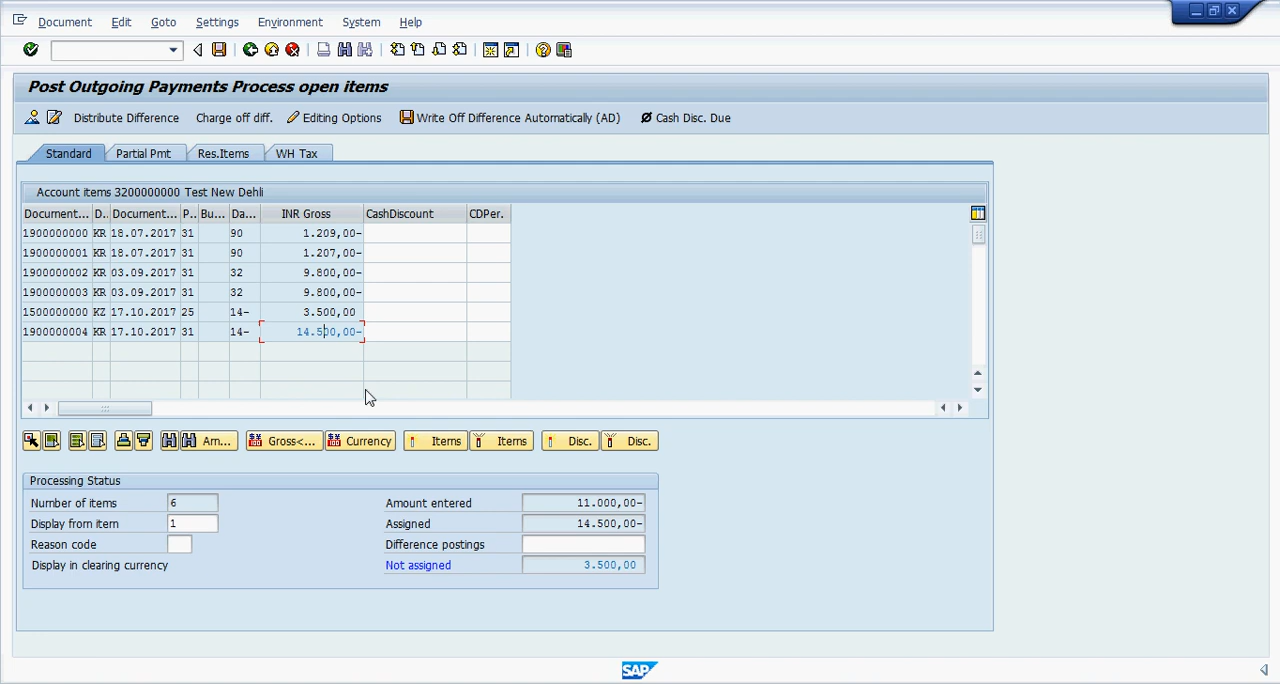 Document Edit Goto Settings Environment System Help
Post Outgoing Payments Process open items
Distribute Difference Charge off diff. Editing Options Write Off Difference Automatically (AD) Cash Disc. Due
Standard Partial Pmt Res.Items WH Tax
Account items 3200000000 Test New Dehli
Document... D.. Document... P.. Bu... Da... INR Gross CashDiscount CDPer.
1900000000 KR 18.07.2017 31 90 1.209,00-
1900000001 KR 18.07.2017 31 90 1.207,00-
1900000002 KR 03.09.2017 31 32 9.800,00-
1900000003 KR 03.09.2017 31 32 9.800,00-
1500000000 KZ 17.10.2017 25 14- 3.500,00
1900000004 KR 17.10.2017 31 14- 14.500,00-
Am... Gross<... Currency Items Items Disc. Disc.
Processing Status
Number of items 6 Amount entered 11.000,00-
Display from item 1 Assigned 14.500,00-
Reason code Difference postings
Display in clearing currency Not assigned 3.500,00
SAP